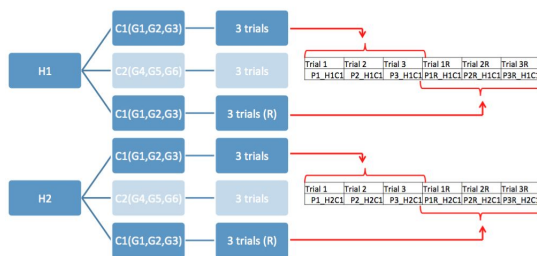 C1(G1,G2,G3) 3 trials
H1 C2(G4,G5,G6) 3 trials
Trial 1 Trial 2 Trial 3 Trial 1R Trial 2R Trial 3R
P1_H1C1 P2_H1C1 P3_H1C1 P1R_H1C1 P2R_H1C1 P3R_H1C1
C1(G1,G2,G3) 3 trials (R)
C1(G1,G2,G3) 3 trials
H2 C2(G4,G5,G6) 3 trials
Trial 1 Trial 2 Trial 3 Trial 1R Trial 2R Trial 3R
P1_H2C1 P2_H2C1 P3_H2C1 P1R_H2C1 P2R_H2C1 P3R_H2C1
C1(G1,G2,G3) 3 trials (R)